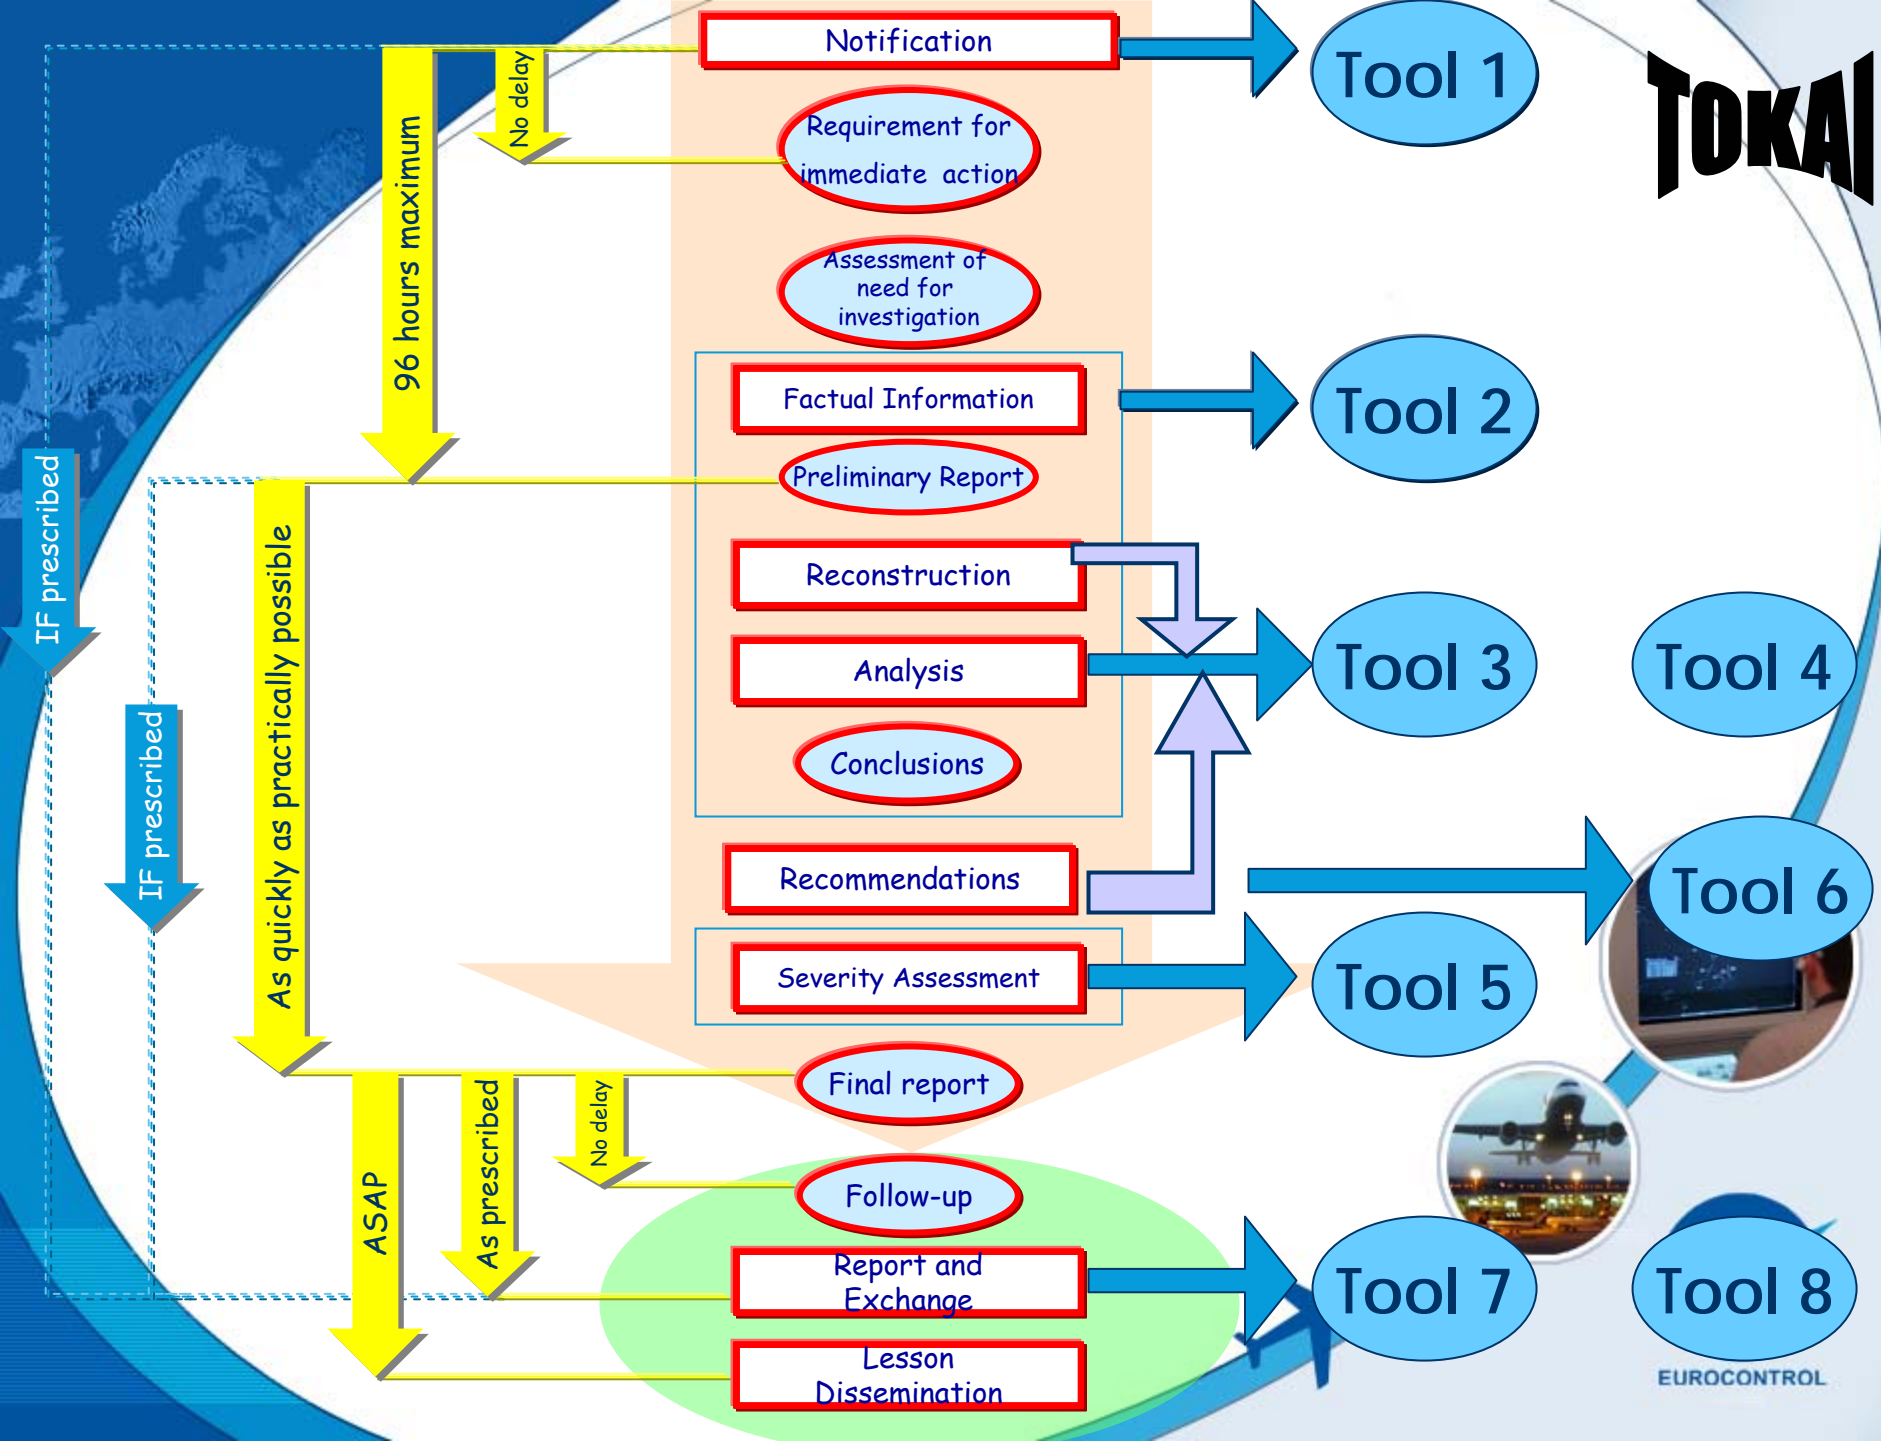 Notification
Tool 1
TOKAI
No delay
Requirement for
immediate action
96 hours maximum
Assessment of
need for
investigation
Factual Information
Tool 2
Preliminary Report
IF prescribed
Reconstruction
As quickly as practically possible
Analysis
Tool 3
Tool 4
IF prescribed
Conclusions
Recommendations
Tool 6
Severity Assessment
Tool 5
Final report
ASAP
As prescribed
No delay
Follow-up
Report and
Exchange
Tool 7
Tool 8
Lesson
Dissemination
EUROCONTROL